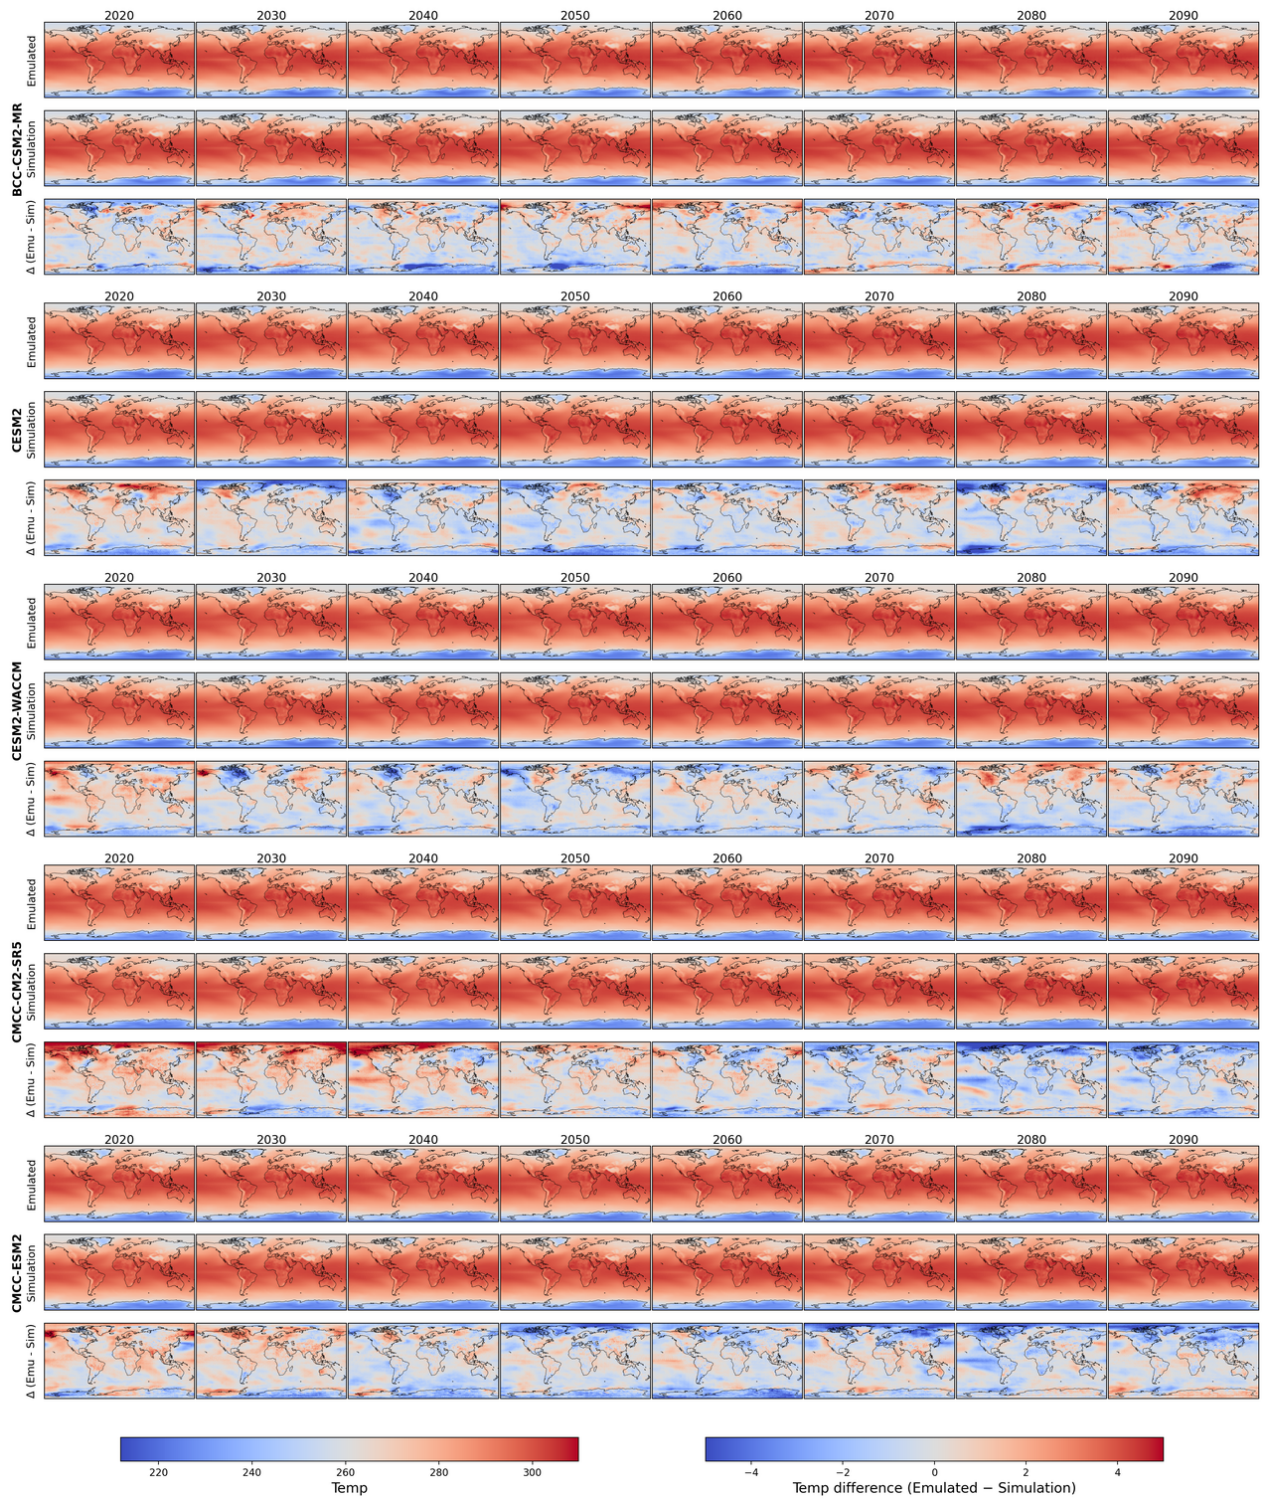 2020 2030 2040 2050 2060 2070 2080 2090
BCC-CSM2-MR
Emulated
Simulation
Δ (Emu - Sim)
2020 2030 2040 2050 2060 2070 2080 2090
CESM2
Emulated
Simulation
Δ (Emu - Sim)
2020 2030 2040 2050 2060 2070 2080 2090
CESM2-WACCM
Emulated
Simulation
Δ (Emu - Sim)
2020 2030 2040 2050 2060 2070 2080 2090
CMCC-CM2-SR5
Emulated
Simulation
Δ (Emu - Sim)
2020 2030 2040 2050 2060 2070 2080 2090
CMCC-ESM2
Emulated
Simulation
Δ (Emu - Sim)
220 240 260 280 300
Temp
−4 −2 0 2 4
Temp difference (Emulated − Simulation)